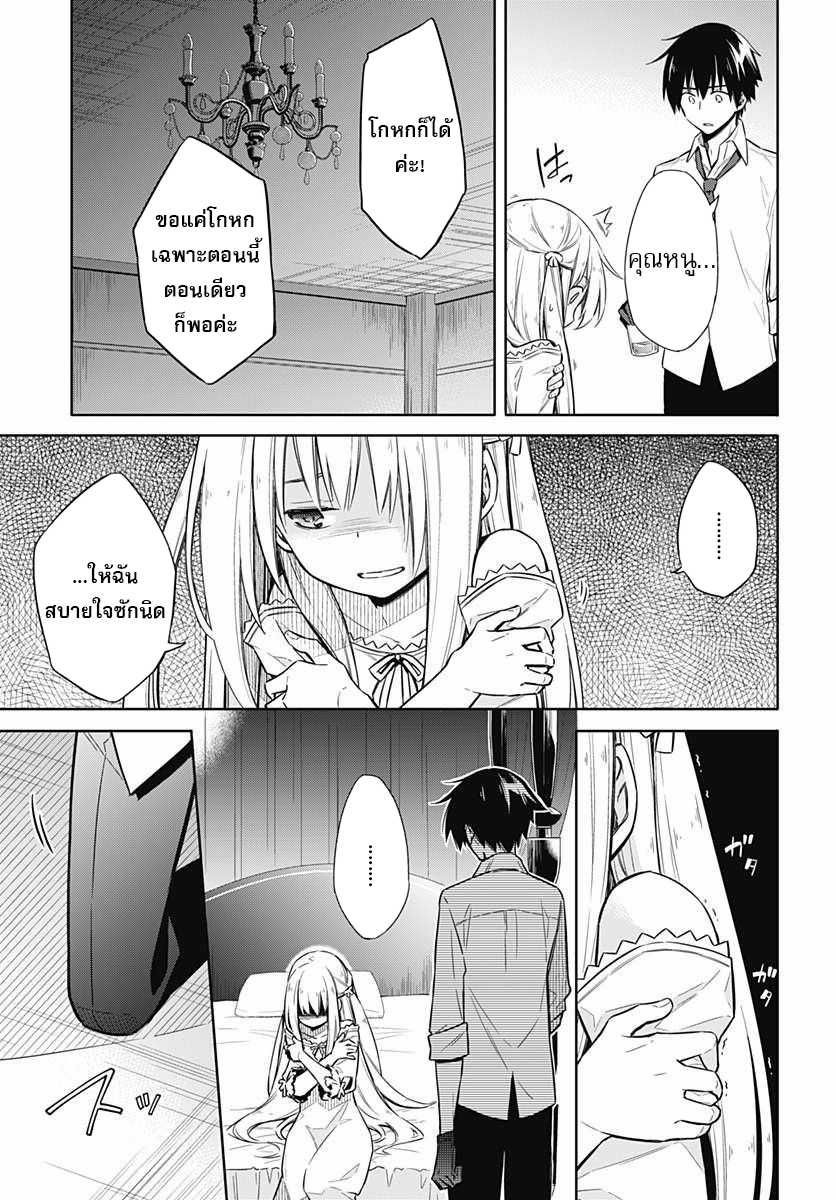 คุณหนู...
はっ
โกหกก็ได้
ค่ะ!
ขอแค่โกหก
เฉพาะตอนนี้
ตอนเดียว
ก็พอค่ะ
........
...ให้ฉัน
สบายใจซักนิด
ガタ
ガタ
........
スッ